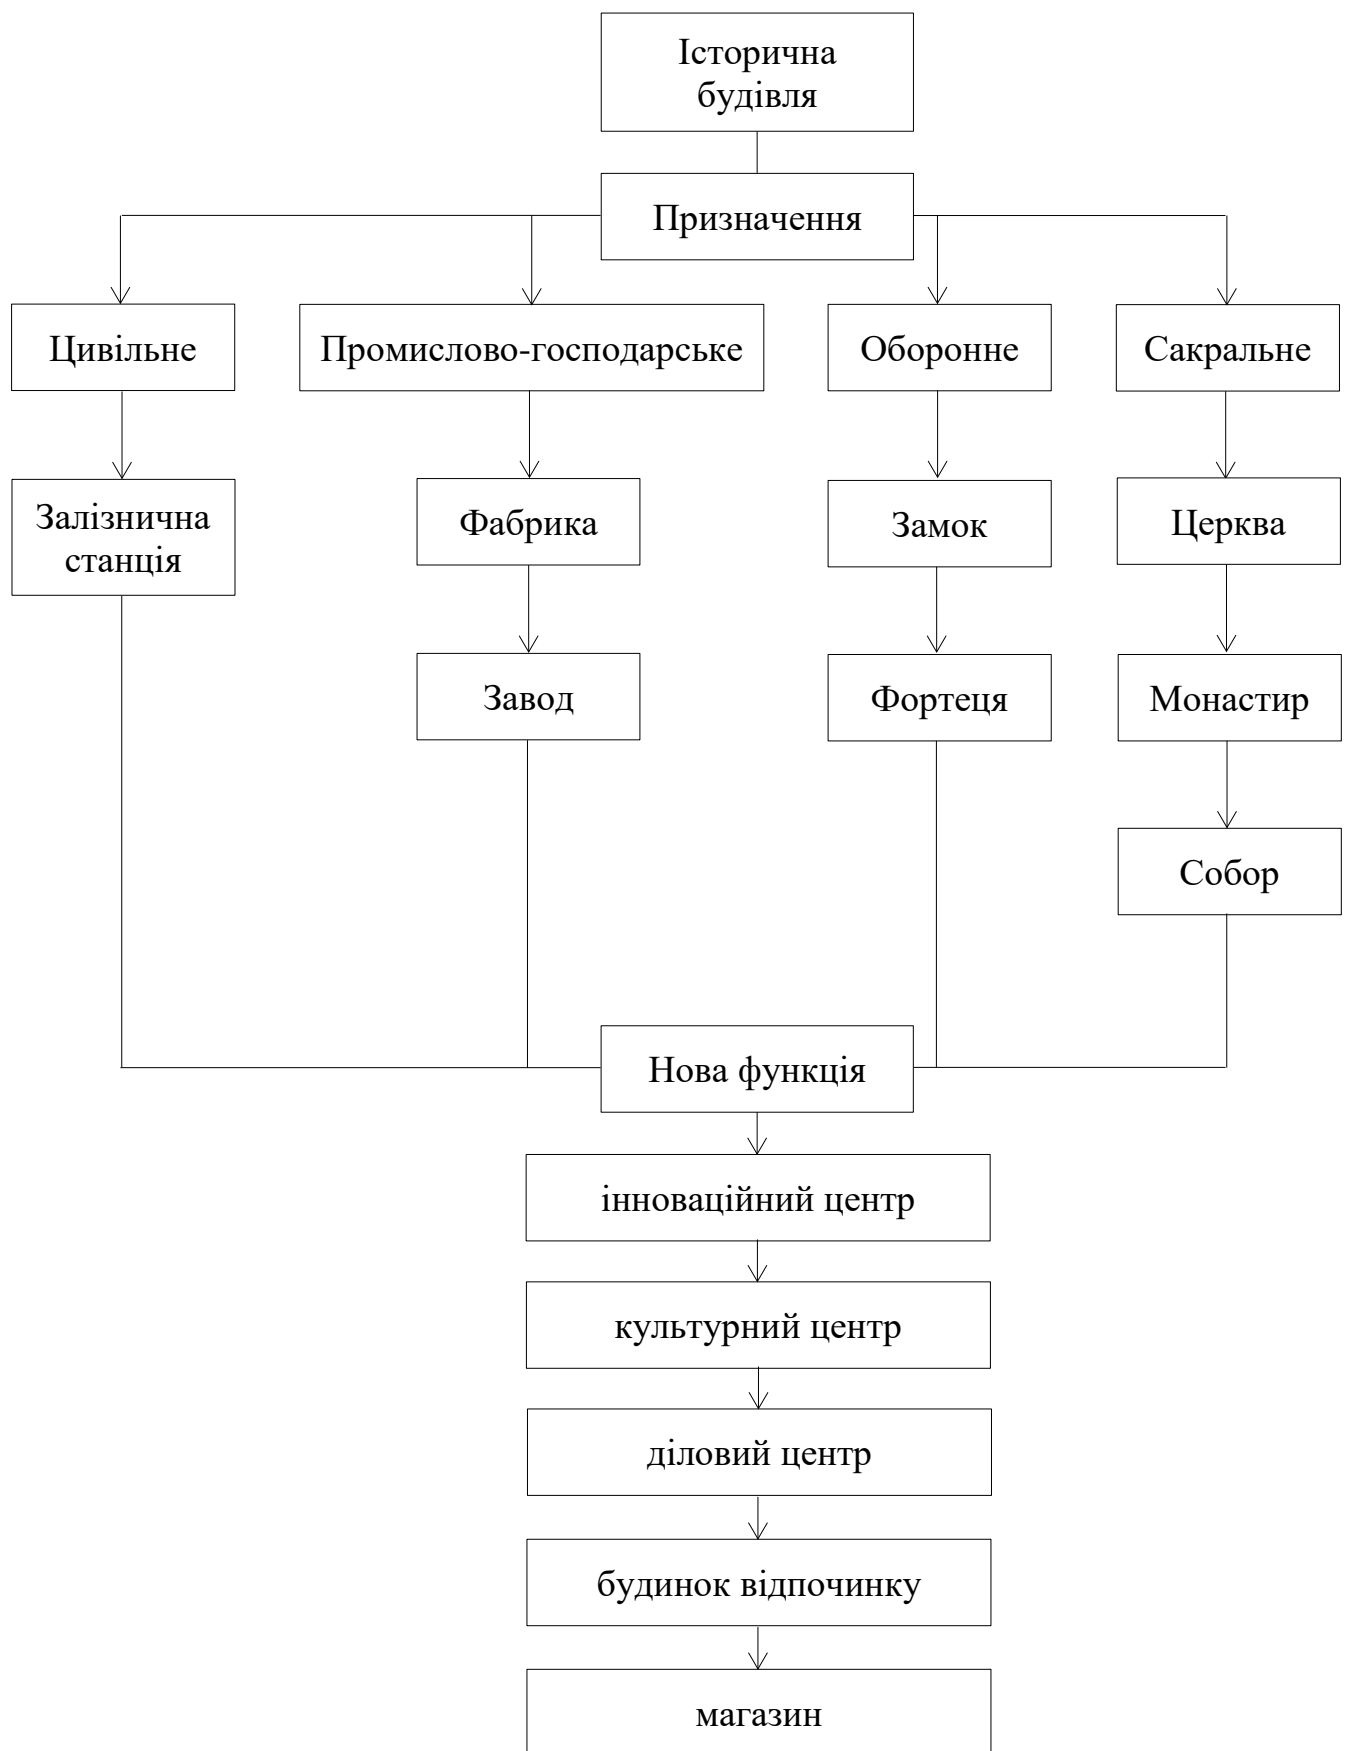 Історична
будівля
Призначення
Цивільне
Промислово-господарське
Оборонне
Сакральне
Залізнична
станція
Фабрика
Замок
Церква
Завод
Фортеця
Монастир
Собор
Нова функція
інноваційний центр
культурний центр
діловий центр
будинок відпочинку
магазин